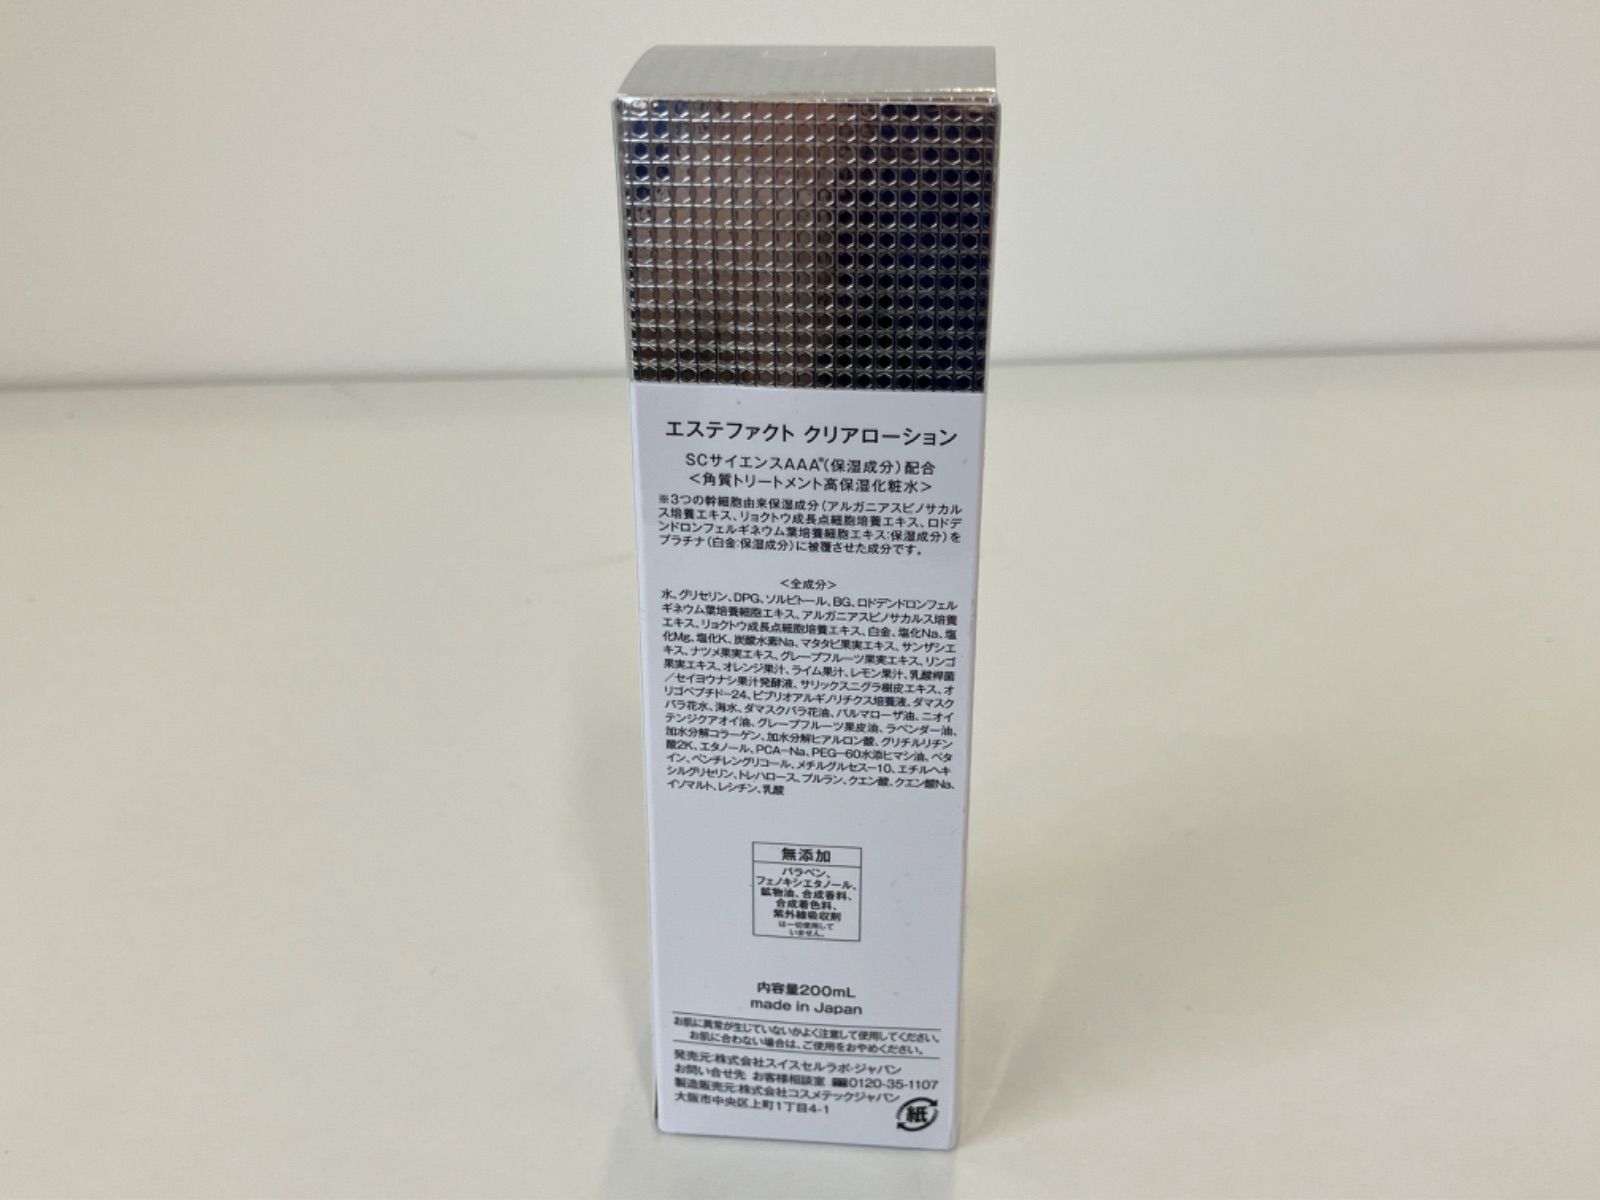 エステファクト クリアローション
SCサイエンスAAA※(保湿成分)配合
＜角質トリートメント高保湿化粧水＞
※3つの幹細胞由来保湿成分(アルガニアスピノサカル
ス培養エキス、リョクトウ成長点細胞培養エキス、ロドデ
ンドロンフェルギネウム葉培養細胞エキス:保湿成分)を
プラチナ(白金:保湿成分)に被覆させた成分です。
＜全成分＞
水、グリセリン、DPG、ソルビトール、BG、ロドデンドロンフェル
ギネウム葉培養細胞エキス、アルガニアスピノサカルス培養
エキス、リョクトウ成長点細胞培養エキス、白金、塩化Na、塩
化Mg、塩化K、炭酸水素Na、マタタビ果実エキス、サンザシエ
キス、ナツメ果実エキス、グレープフルーツ果実エキス、リンゴ
果実エキス、オレンジ果汁、ライム果汁、レモン果汁、乳酸桿菌
／セイヨウナシ果汁発酵液、サリックスニグラ樹皮エキス、オ
リゴペプチド-24、ビブリオアルギノリチクス培養液、ダマスク
バラ花水、海水、ダマスクバラ花油、パルマローザ油、ニオイ
テンジクアオイ油、グレープフルーツ果皮油、ラベンダー油、
加水分解コラーゲン、加水分解ヒアルロン酸、グリチルリチン
酸2K、エタノール、PCA-Na、PEG-60水添ヒマシ油、ベタ
イン、ペンチレングリコール、メチルグルセス-10、エチルヘキ
シルグリセリン、トレハロース、プルラン、クエン酸、クエン酸Na、
イソマルト、レシチン、乳酸
無添加
パラベン、
フェノキシエタノール、
鉱物油、合成香料、
合成着色料、
紫外線吸収剤
は一切使用して
いません。
内容量200mL
made in Japan
お肌に異常が生じていないかよく注意して使用してください。
お肌に合わない場合は、ご使用をおやめください。
発売元:株式会社スイスセルラボ・ジャパン
お問い合せ先 お客様相談室 0120-35-1107
製造販売元:株式会社コスメテックジャパン
大阪市中央区上町1丁目4-1
紙